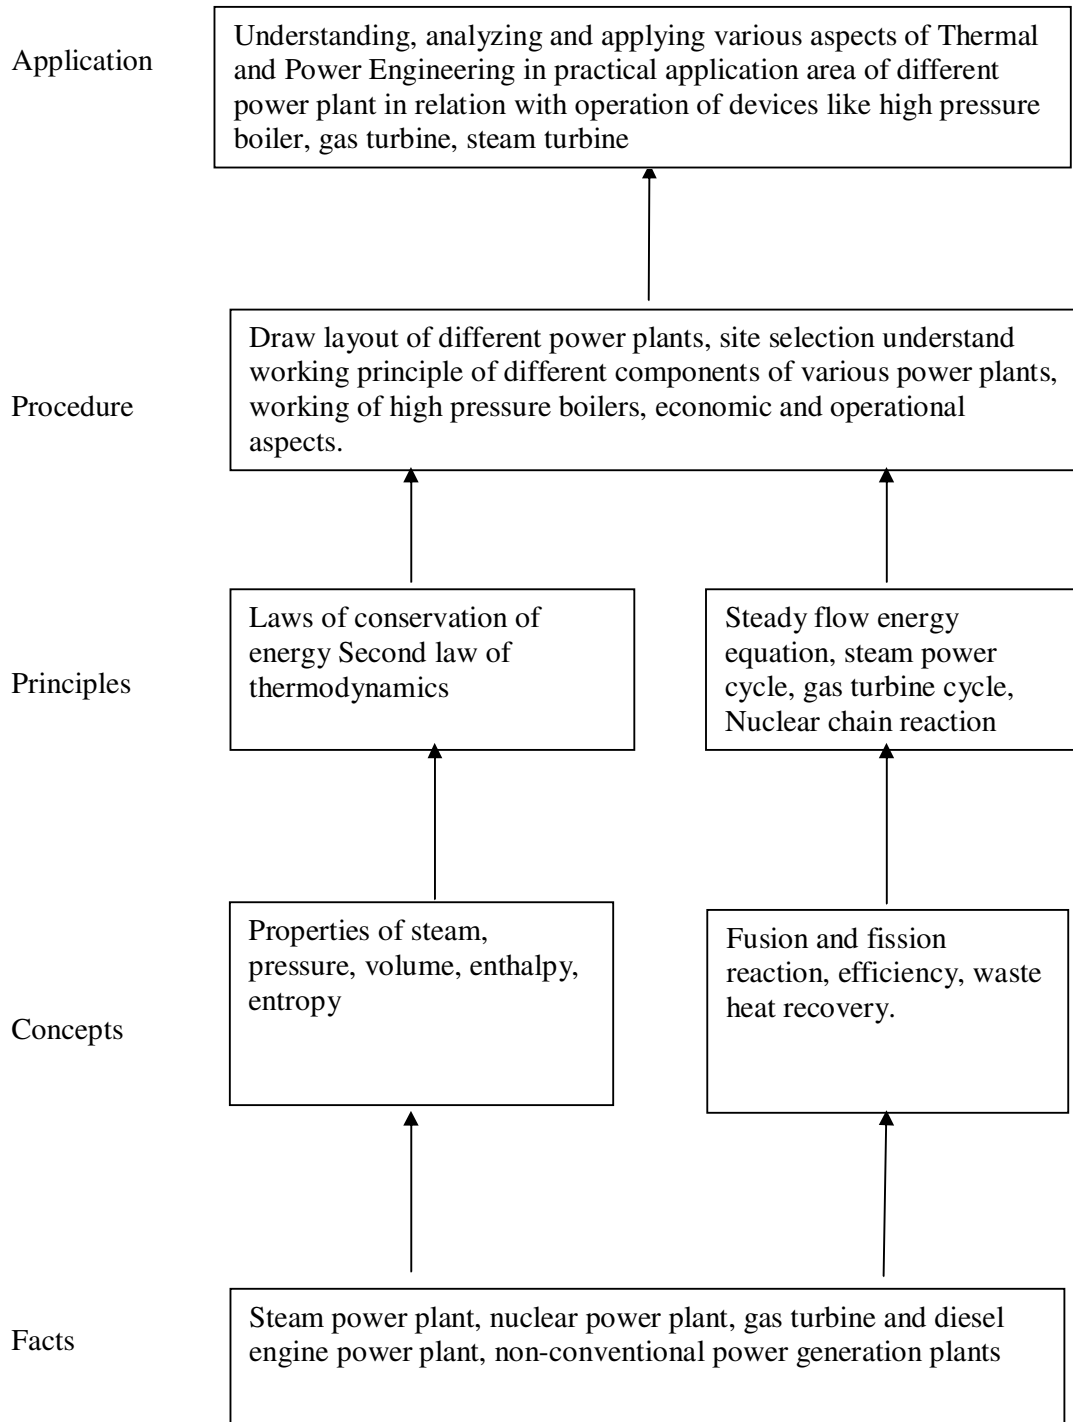 Application
Understanding, analyzing and applying various aspects of Thermal
and Power Engineering in practical application area of different
power plant in relation with operation of devices like high pressure
boiler, gas turbine, steam turbine
Procedure
Draw layout of different power plants, site selection understand
working principle of different components of various power plants,
working of high pressure boilers, economic and operational
aspects.
Principles
Laws of conservation of
energy Second law of
thermodynamics
Steady flow energy
equation, steam power
cycle, gas turbine cycle,
Nuclear chain reaction
Concepts
Properties of steam,
pressure, volume, enthalpy,
entropy
Fusion and fission
reaction, efficiency, waste
heat recovery.
Facts
Steam power plant, nuclear power plant, gas turbine and diesel
engine power plant, non-conventional power generation plants